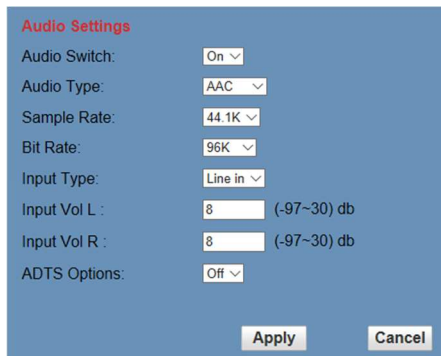 Audio Settings
Audio Switch: On
Audio Type: AAC
Sample Rate: 44.1K
Bit Rate: 96K
Input Type: Line in
Input Vol L : 8 (-97~30) db
Input Vol R : 8 (-97~30) db
ADTS Options: Off
Apply Cancel